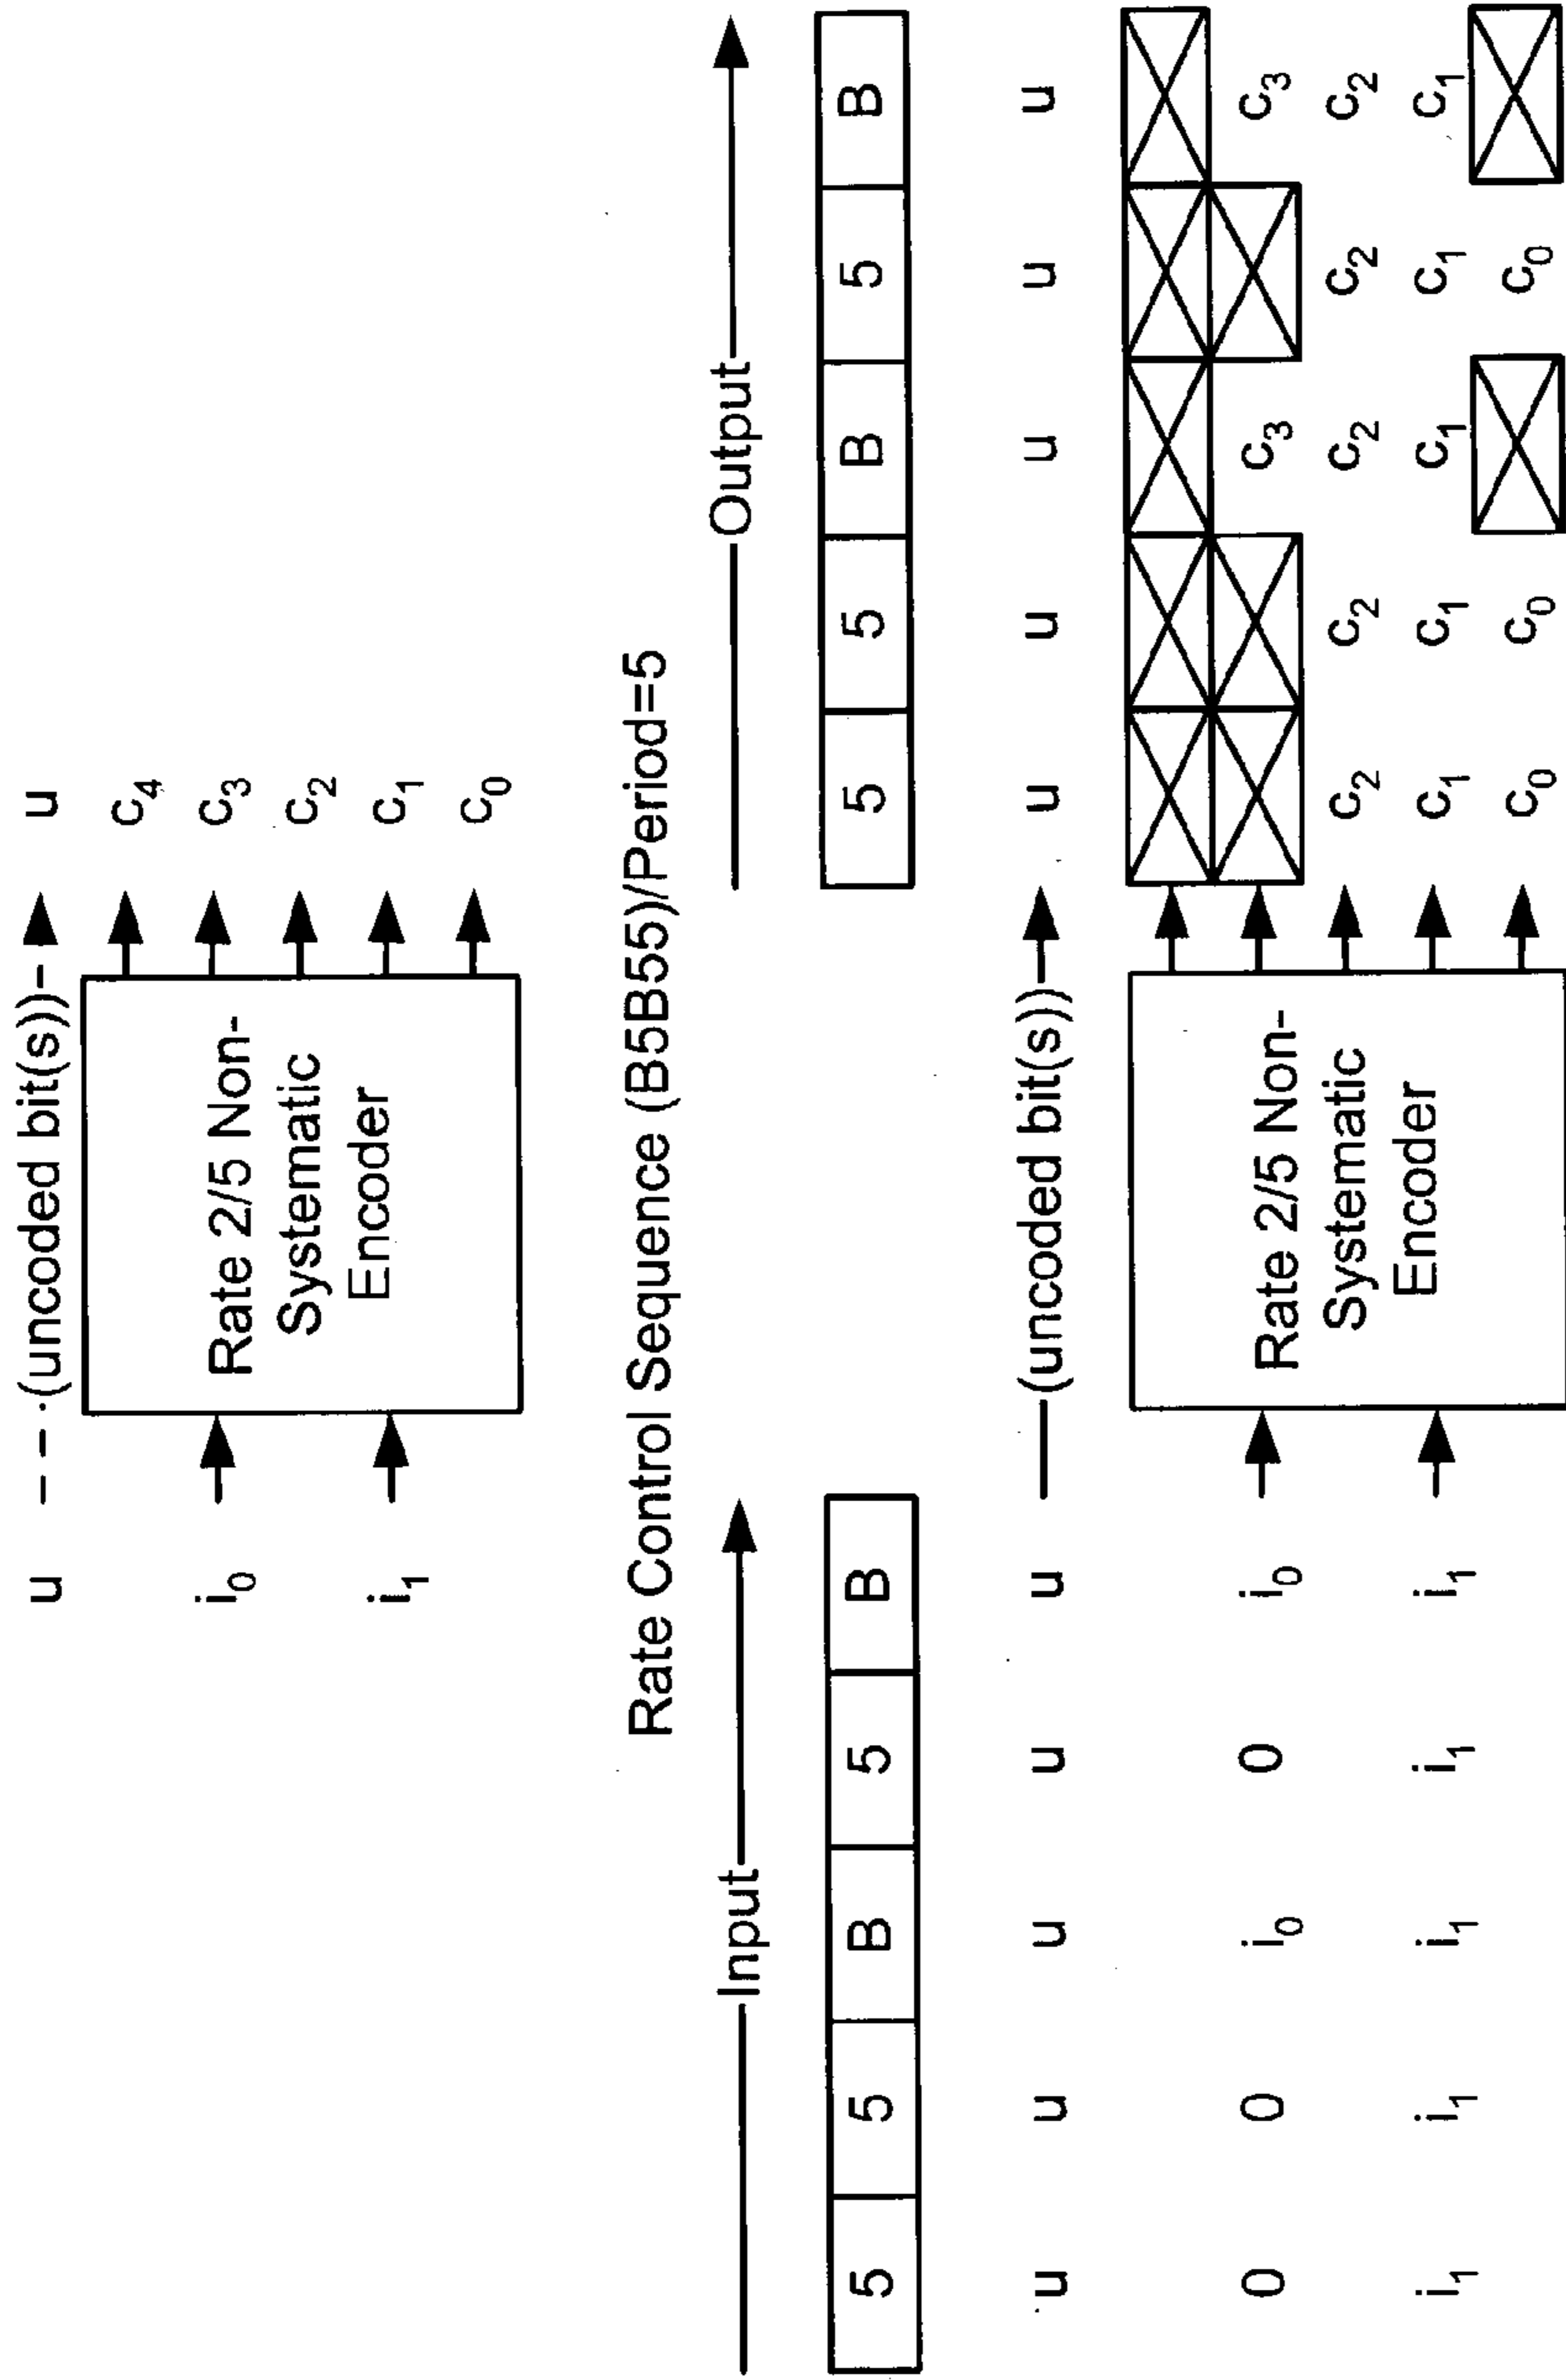 u - - - (uncoded bit(s)) - u
c4
i0 Rate 2/5 Non- c3
Systematic c2
i1 Encoder c1
c0
Rate Control Sequence (B5B55)/Period=5
Input Output
5 5 B 5 B 5 5 B 5 B
u u u u u (uncoded bit(s)) u u u u u
0 0 i0 0 i0 Rate 2/5 Non- c3 c3
Systematic c2 c2 c2 c2 c2
i1 i1 i1 i1 i1 Encoder c1 c1 c1 c1 c1
c0 c0 c0